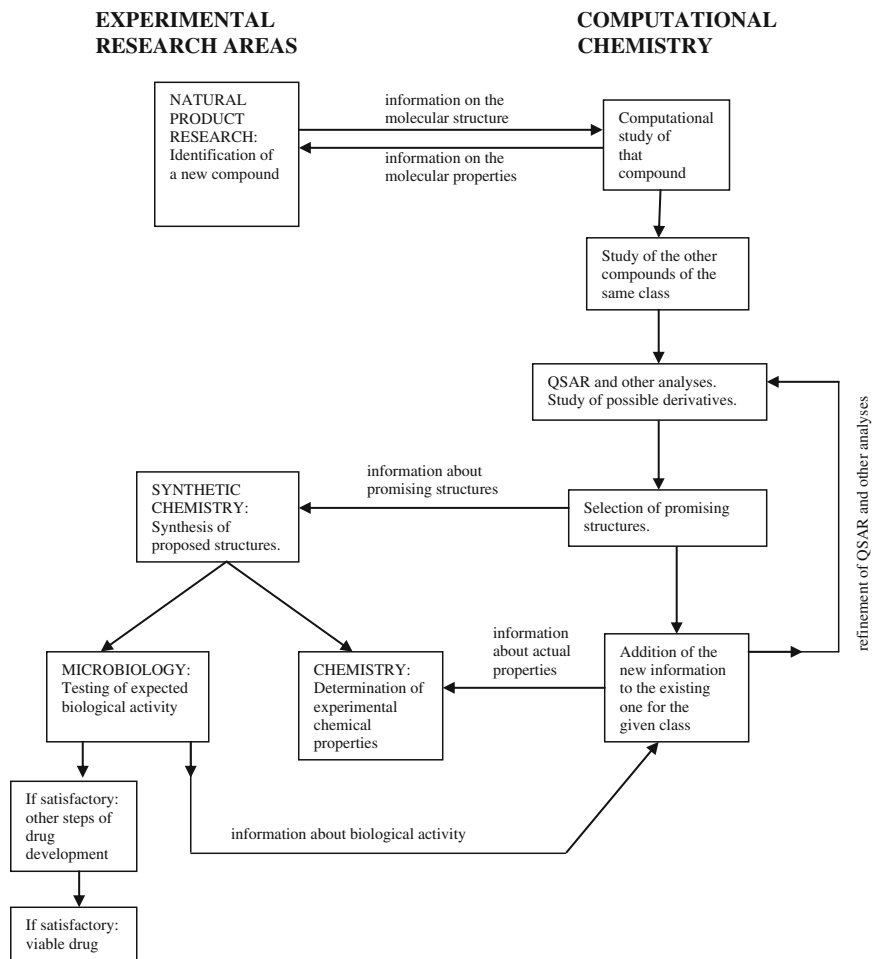 EXPERIMENTAL
RESEARCH AREAS
COMPUTATIONAL
CHEMISTRY
NATURAL
PRODUCT
RESEARCH:
Identification of
a new compound
information on the
molecular structure
information on the
molecular properties
Computational
study of
that
compound
Study of the other
compounds of the
same class
QSAR and other analyses.
Study of possible derivatives.
refinement of QSAR and other analyses
information about
promising structures
SYNTHETIC
CHEMISTRY:
Synthesis of
proposed structures.
Selection of promising
structures.
MICROBIOLOGY:
Testing of expected
biological activity
CHEMISTRY:
Determination of
experimental
chemical
properties
information
about actual
properties
Addition of the
new information
to the existing
one for the
given class
If satisfactory:
other steps of
drug
development
information about biological activity
If satisfactory:
viable drug